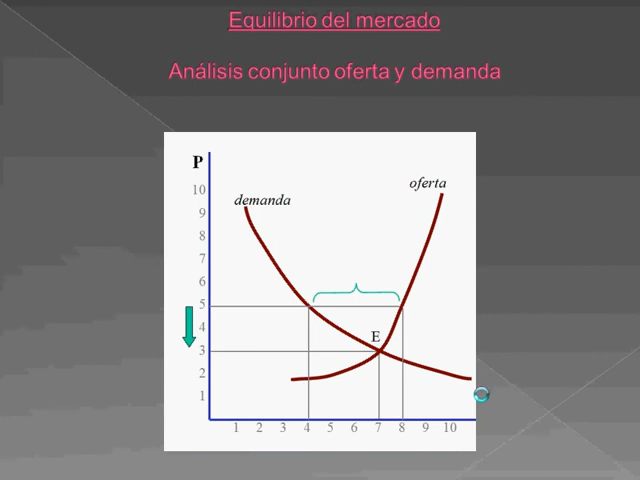 Equilibrio del mercado
Análisis conjunto oferta y demanda
P
oferta
demanda
10
9
8
7
6
5
4
3
2
1
E
1 2 3 4 5 6 7 8 9 10